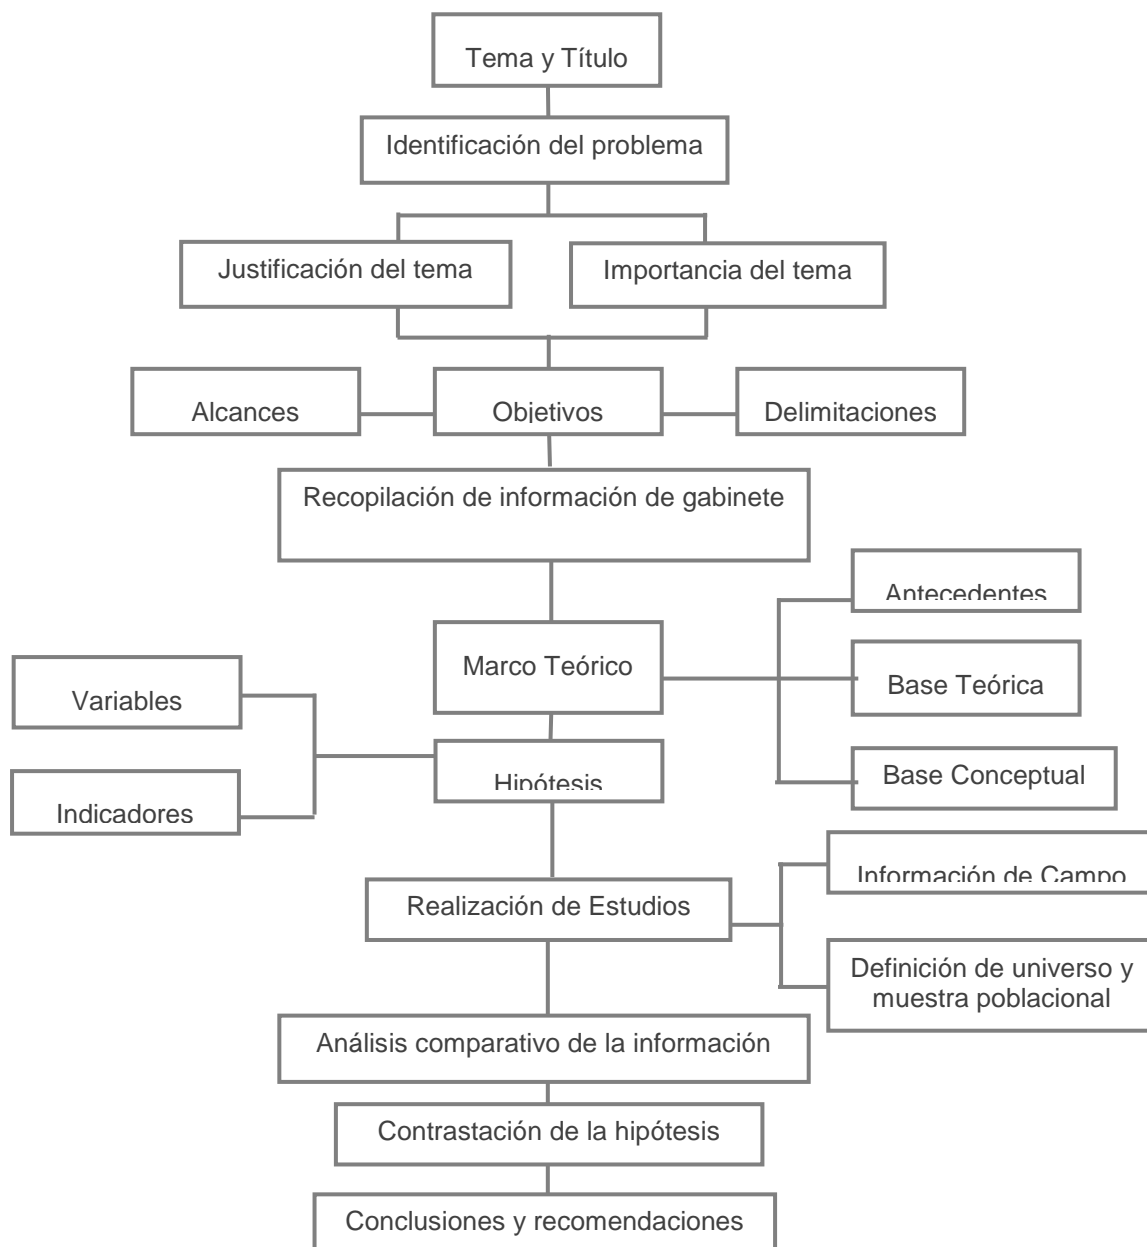 Tema y Título
Identificación del problema
Justificación del tema
Importancia del tema
Alcances
Objetivos
Delimitaciones
Recopilación de información de gabinete
Antecedentes
Marco Teórico
Base Teórica
Variables
Base Conceptual
Hipótesis
Indicadores
Información de Campo
Realización de Estudios
Definición de universo y
muestra poblacional
Análisis comparativo de la información
Contrastación de la hipótesis
Conclusiones y recomendaciones